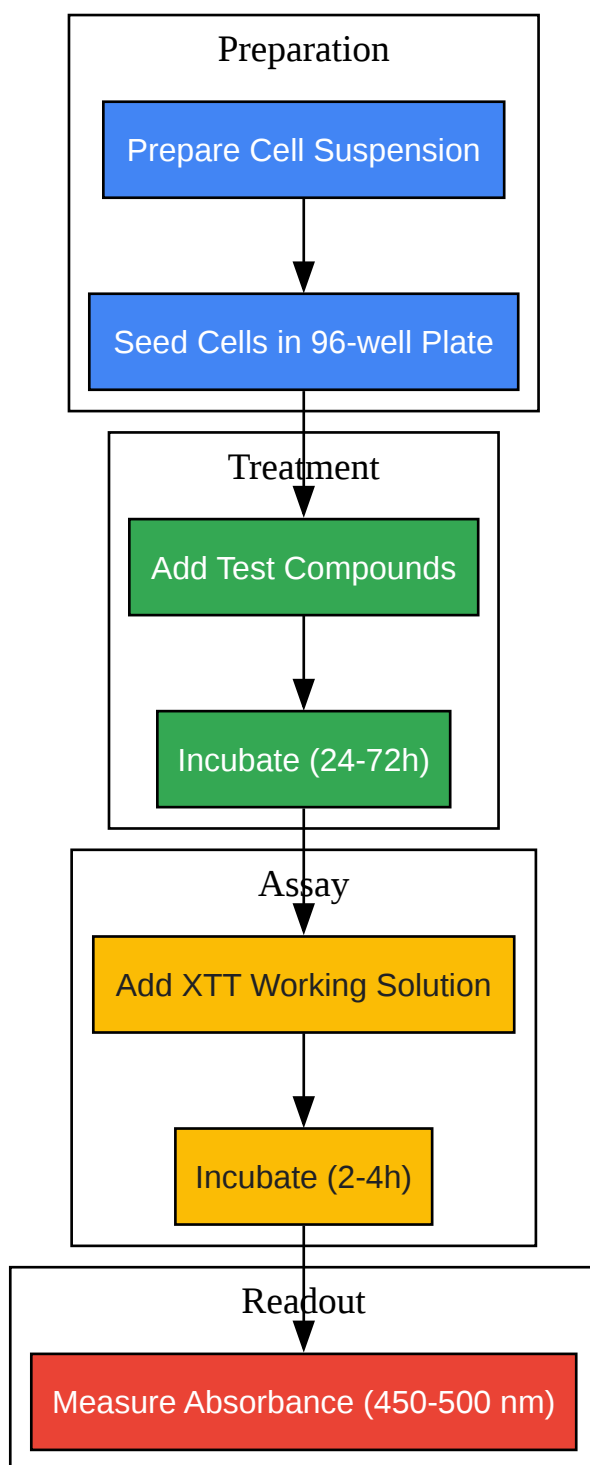 Preparation
Prepare Cell Suspension
Seed Cells in 96-well Plate
Treatment
Add Test Compounds
Incubate (24-72h)
Assay
Add XTT Working Solution
Incubate (2-4h)
Readout
Measure Absorbance (450-500 nm)